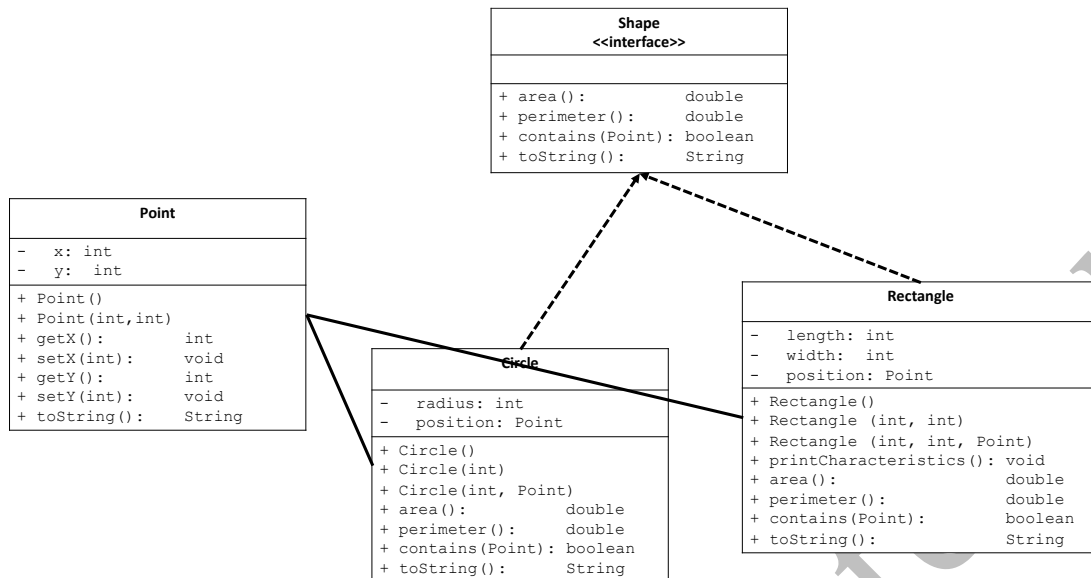 Shape
<<interface>>
+ area(): double
+ perimeter(): double
+ contains(Point): boolean
+ toString(): String
Point
- x: int
- y: int
+ Point()
+ Point(int,int)
+ getX(): int
+ setX(int): void
+ getY(): int
+ setY(int): void
+ toString(): String
Circle
- radius: int
- position: Point
+ Circle()
+ Circle(int)
+ Circle(int, Point)
+ area(): double
+ perimeter(): double
+ contains(Point): boolean
+ toString(): String
Rectangle
- length: int
- width: int
- position: Point
+ Rectangle()
+ Rectangle (int, int)
+ Rectangle (int, int, Point)
+ printCharacteristics(): void
+ area(): double
+ perimeter(): double
+ contains(Point): boolean
+ toString(): String